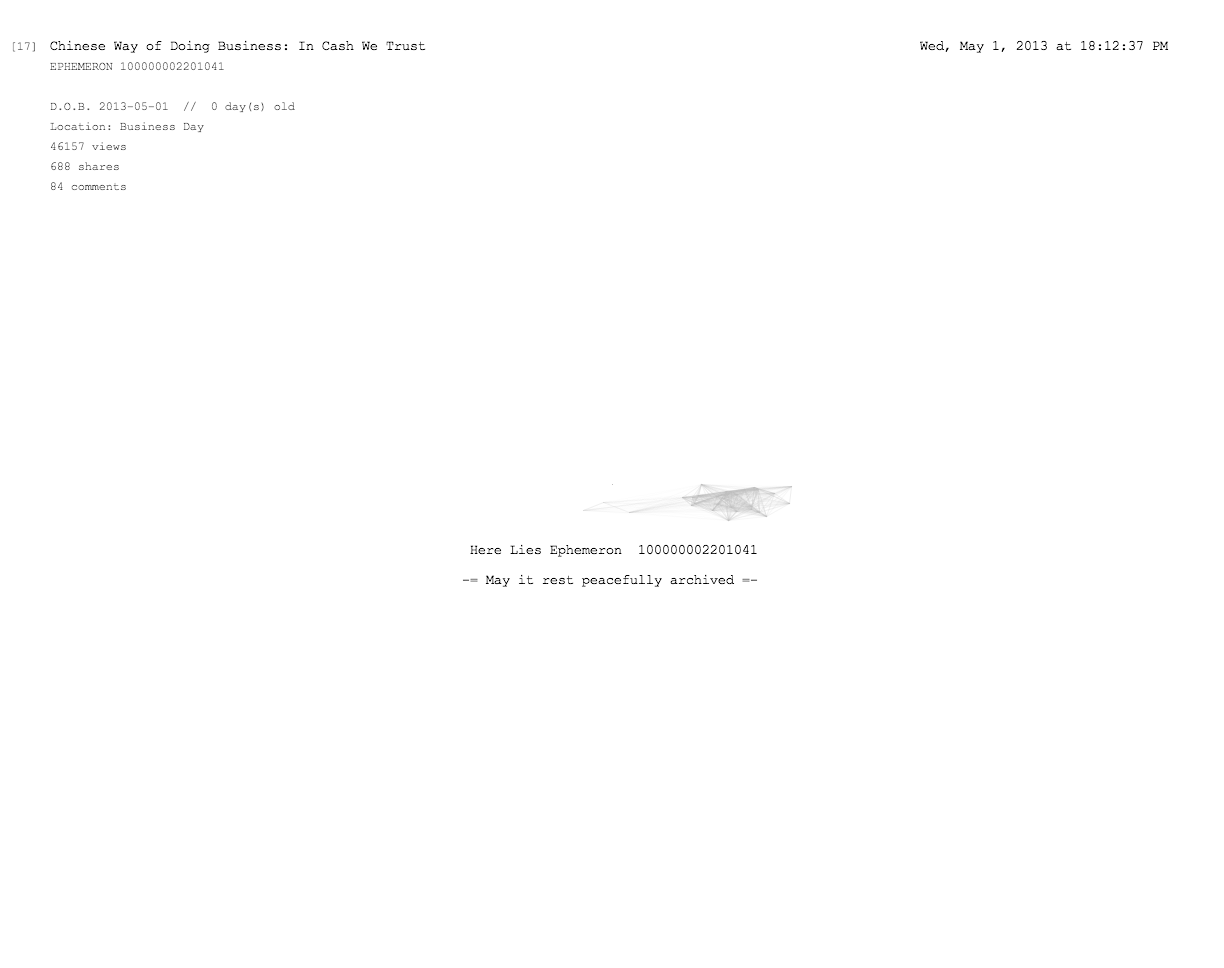 [17] Chinese Way of Doing Business: In Cash We Trust
Wed, May 1, 2013 at 18:12:37 PM
EPHEMERON 100000002201041
D.O.B. 2013-05-01 // 0 day(s) old
Location: Business Day
46157 views
688 shares
84 comments
Here Lies Ephemeron 100000002201041
-= May it rest peacefully archived =-